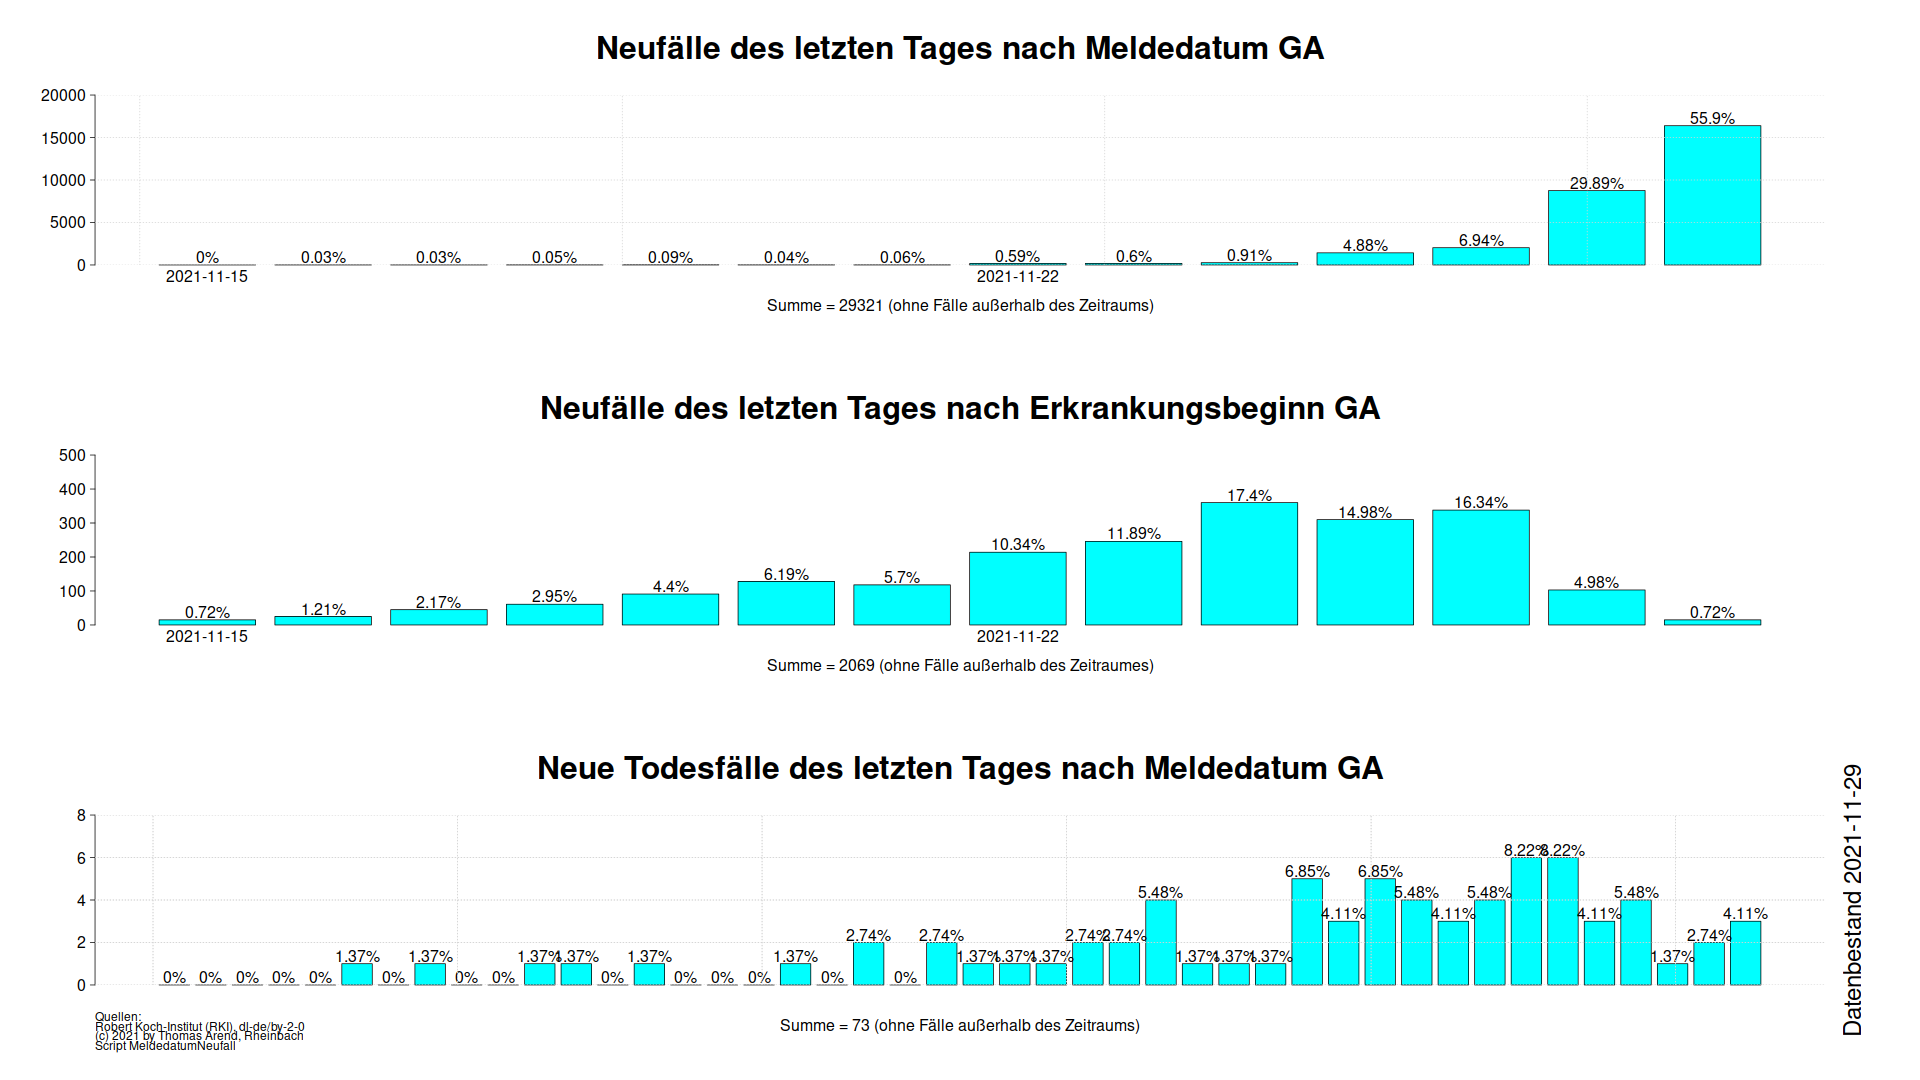 Neufälle des letzten Tages nach Meldedatum GA
20000
15000
10000
5000
0
0% 0.03% 0.03% 0.05% 0.09% 0.04% 0.06% 0.59% 0.6% 0.91% 4.88% 6.94% 29.89% 55.9%
2021-11-15 2021-11-22
Summe = 29321 (ohne Fälle außerhalb des Zeitraums)
Neufälle des letzten Tages nach Erkrankungsbeginn GA
500
400
300
200
100
0
0.72% 1.21% 2.17% 2.95% 4.4% 6.19% 5.7% 10.34% 11.89% 17.4% 14.98% 16.34% 4.98% 0.72%
2021-11-15 2021-11-22
Summe = 2069 (ohne Fälle außerhalb des Zeitraumes)
Neue Todesfälle des letzten Tages nach Meldedatum GA
8
6
4
2
0
0% 0% 0% 0% 0% 1.37% 0% 1.37% 0% 0% 1.37% 1.37% 0% 1.37% 0% 0% 0% 1.37% 0% 2.74% 0% 2.74% 1.37% 1.37% 1.37% 2.74% 2.74% 5.48% 1.37% 1.37% 1.37% 6.85% 4.11% 6.85% 5.48% 4.11% 5.48% 8.22% 8.22% 4.11% 5.48% 1.37% 2.74% 4.11%
Summe = 73 (ohne Fälle außerhalb des Zeitraums)
Quellen:
Robert Koch-Institut (RKI), dl-de/by-2-0
(c) 2021 by Thomas Arend, Rheinbach
Script MeldedatumNeufall
Datenbestand 2021-11-29